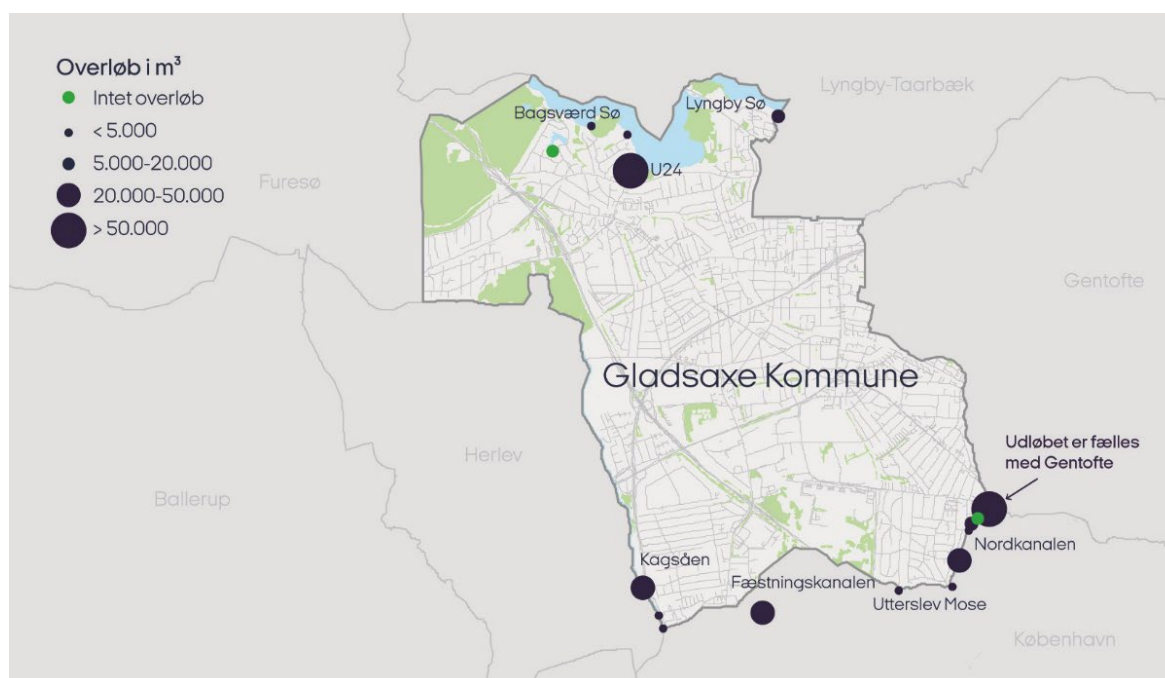 Overløb i m³
Intet overløb
< 5.000
5.000-20.000
20.000-50.000
> 50.000
Lyngby-Taarbæk
Lyngby Sø
Bagsværd Sø
U24
Furesø
Gentofte
Gladsaxe Kommune
Udløbet er fælles
med Gentofte
Herlev
Ballerup
Nordkanalen
Kagsåen
Fæstningskanalen
Utterslev Mose
København